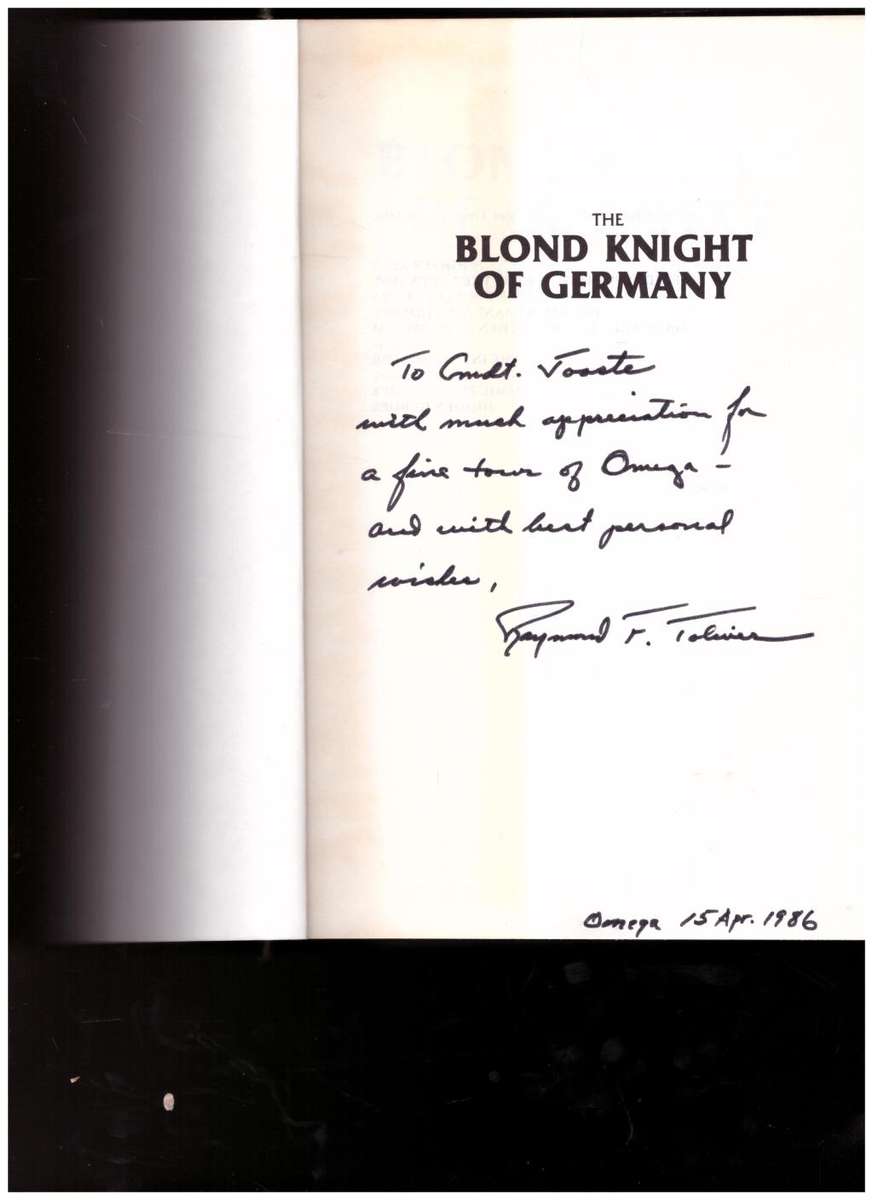 THE
BLOND KNIGHT
OF GERMANY
To Cmdt. Jooste
with much appreciation for
a fine tour of Omega –
and with best personal
wishes,
Raymond F. Toliver
Omega 15 Apr. 1986